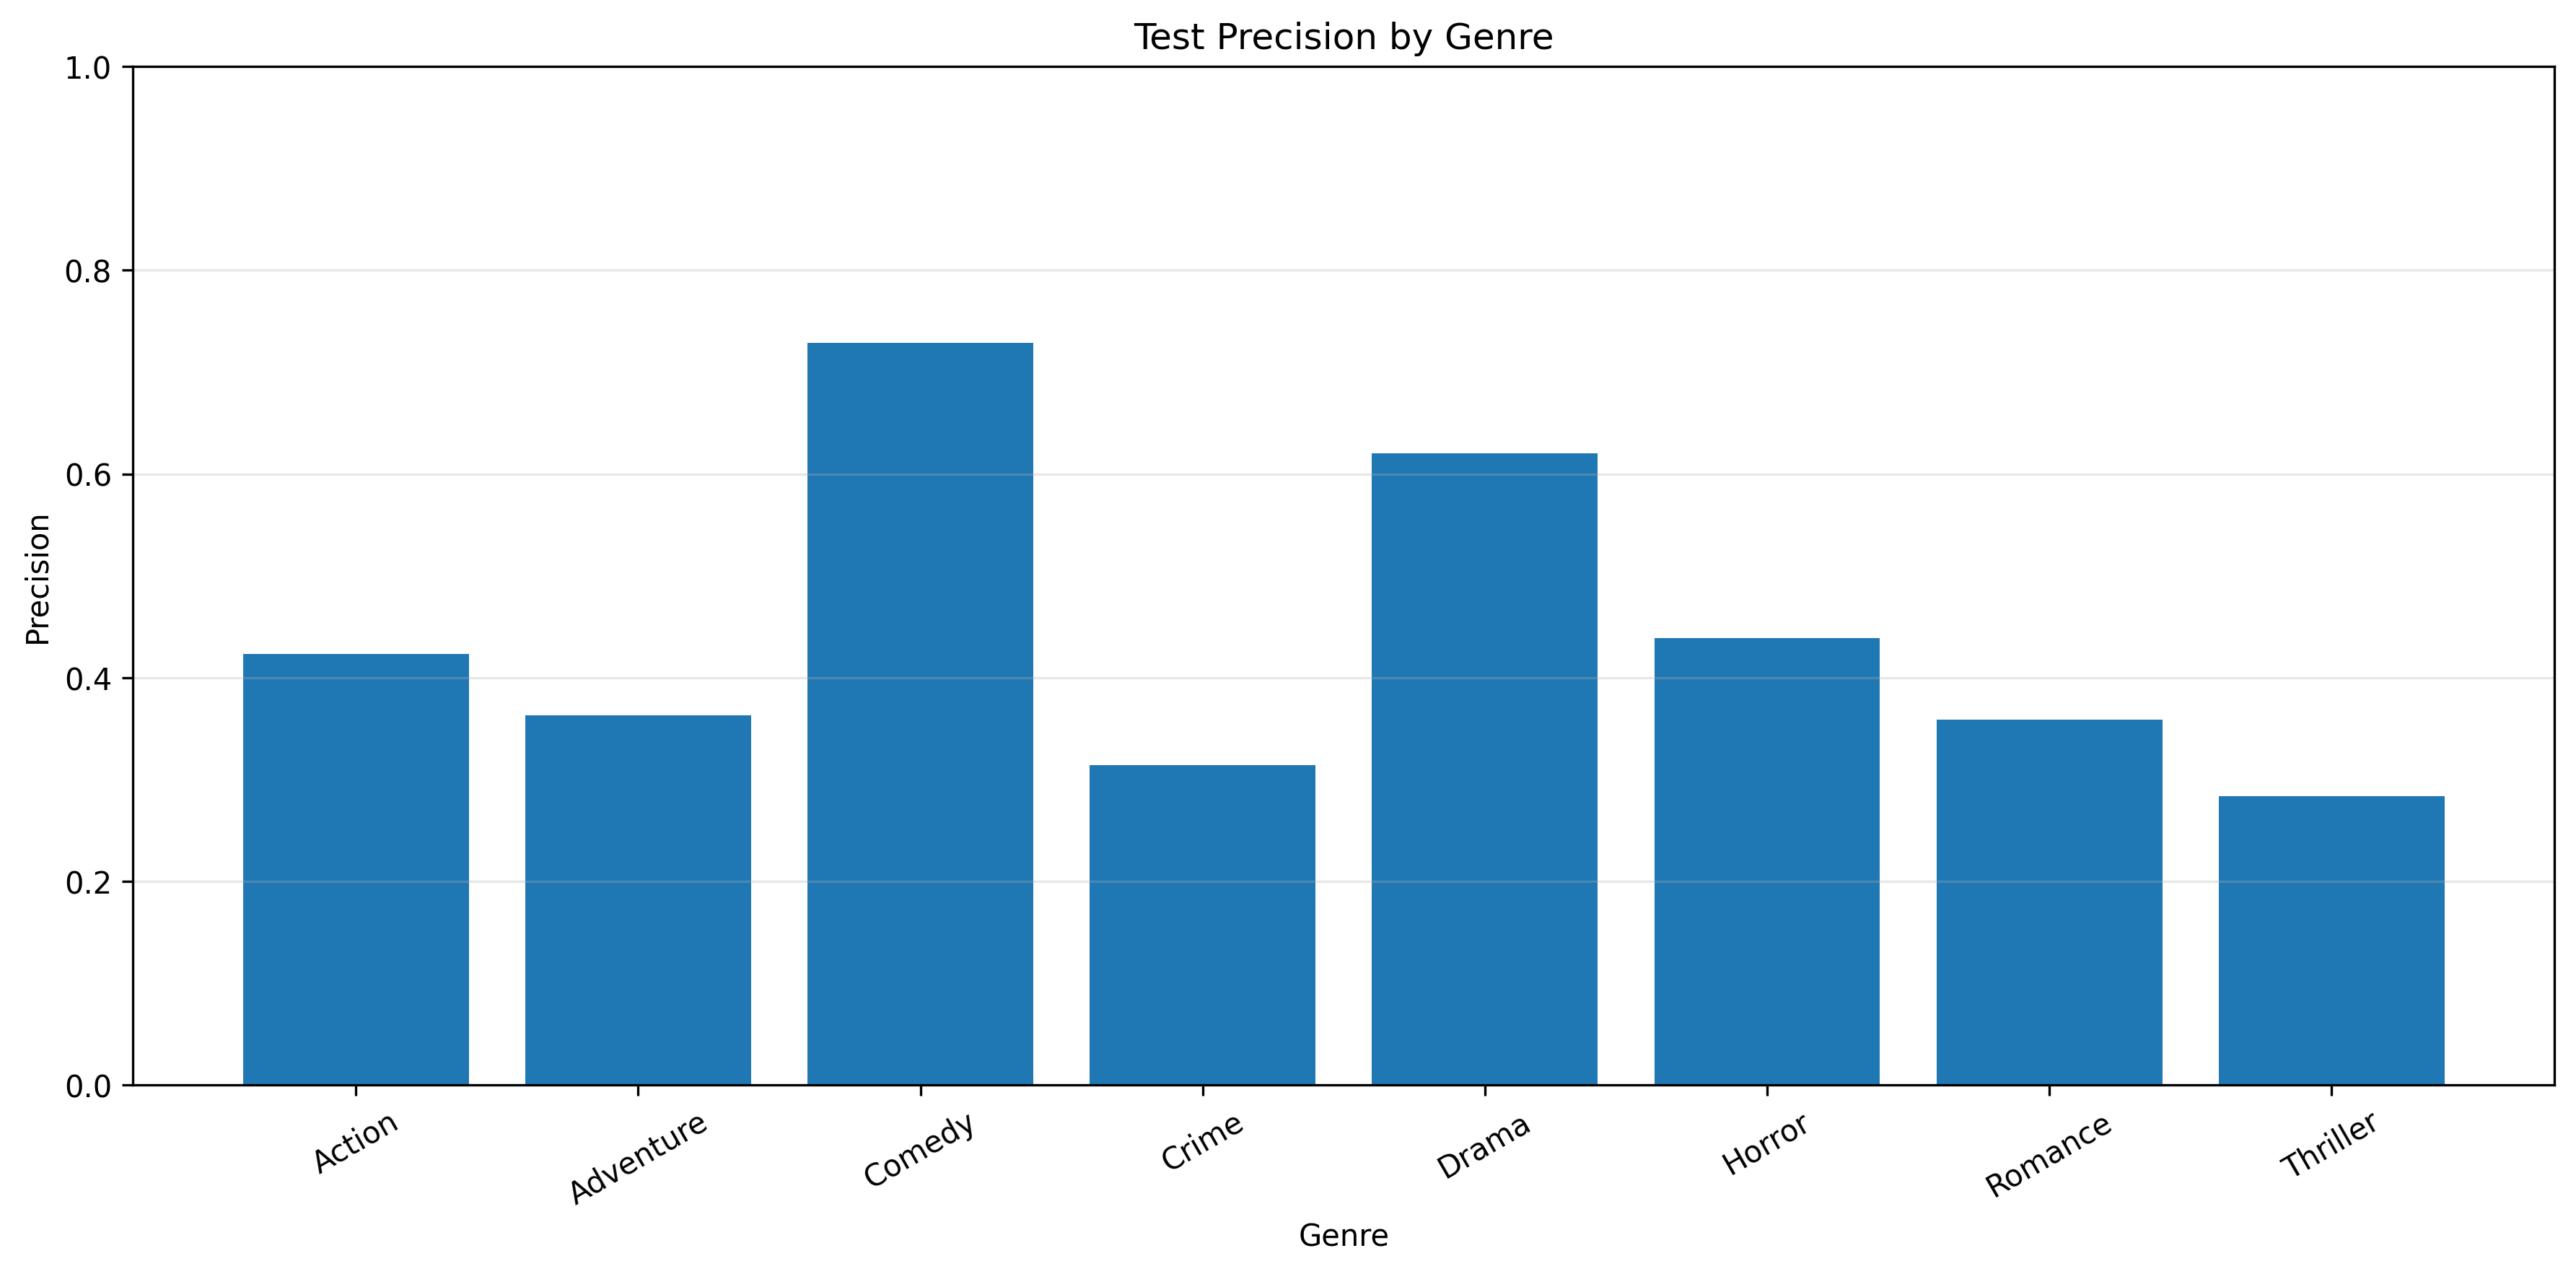 Test Precision by Genre
1.0
0.8
0.6
0.4
0.2
0.0
Precision
Action
Adventure
Comedy
Crime
Drama
Horror
Romance
Thriller
Genre